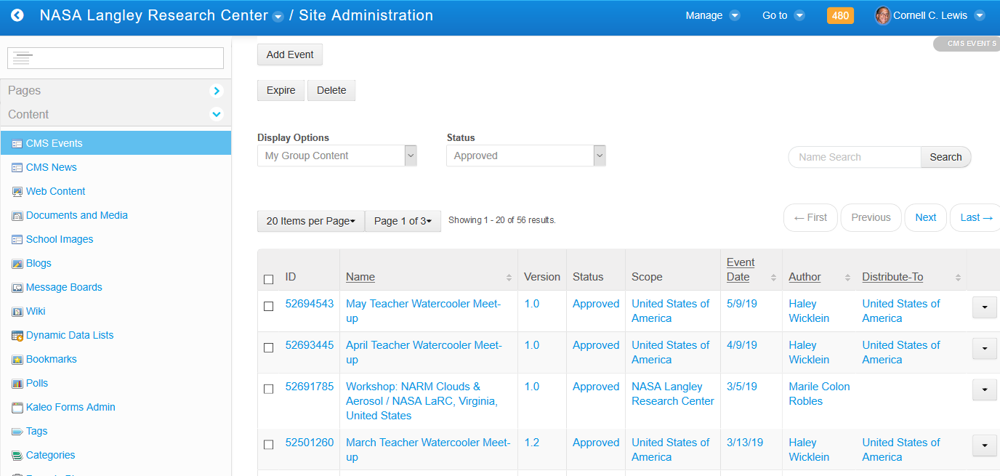 NASA Langley Research Center / Site Administration
Manage Go to 480 Cornell C. Lewis
CMS EVENTS
Pages
Content
CMS Events
CMS News
Web Content
Documents and Media
School Images
Blogs
Message Boards
Wiki
Dynamic Data Lists
Bookmarks
Polls
Kaleo Forms Admin
Tags
Categories
Add Event
Expire Delete
Display Options Status
My Group Content Approved
Name Search Search
20 Items per Page Page 1 of 3 Showing 1 - 20 of 56 results.
← First Previous Next Last →
ID Name Version Status Scope Event Date Author Distribute-To
52694543 May Teacher Watercooler Meet-up 1.0 Approved United States of America 5/9/19 Haley Wicklein United States of America
52693445 April Teacher Watercooler Meet-up 1.0 Approved United States of America 4/9/19 Haley Wicklein United States of America
52691785 Workshop: NARM Clouds & Aerosol / NASA LaRC, Virginia, United States 1.0 Approved NASA Langley Research Center 3/5/19 Marile Colon Robles
52501260 March Teacher Watercooler Meet-up 1.2 Approved United States of America 3/13/19 Haley Wicklein United States of America